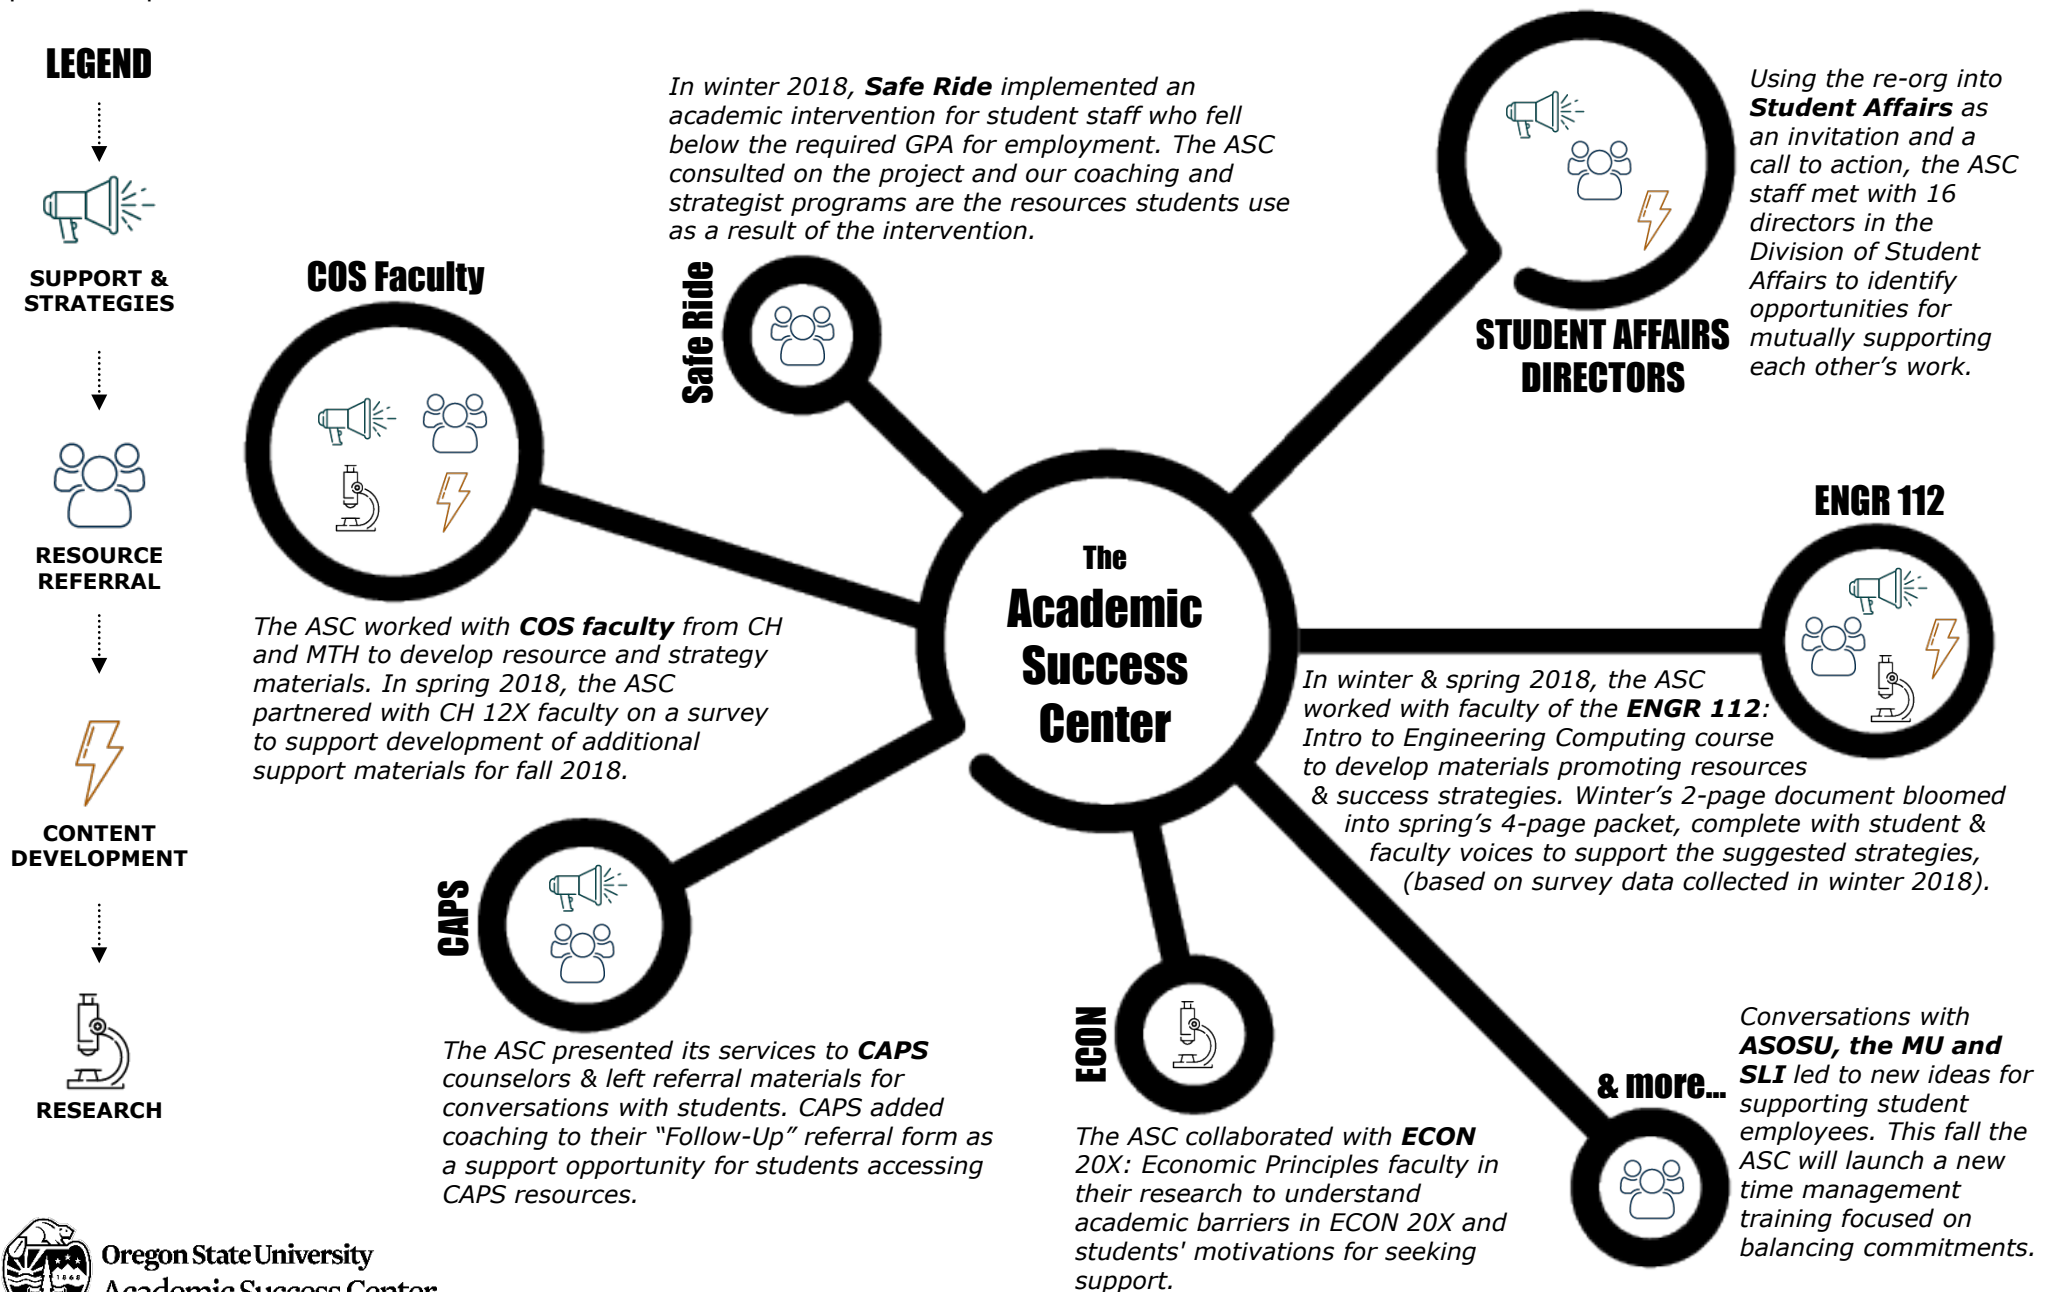 LEGEND
SUPPORT &
STRATEGIES
RESOURCE
REFERRAL
CONTENT
DEVELOPMENT
RESEARCH
In winter 2018, Safe Ride implemented an
academic intervention for student staff who fell
below the required GPA for employment. The ASC
consulted on the project and our coaching and
strategist programs are the resources students use
as a result of the intervention.
Safe Ride
COS Faculty
The ASC worked with COS faculty from CH
and MTH to develop resource and strategy
materials. In spring 2018, the ASC
partnered with CH 12X faculty on a survey
to support development of additional
support materials for fall 2018.
Using the re-org into
Student Affairs as
an invitation and a
call to action, the ASC
staff met with 16
directors in the
Division of Student
Affairs to identify
opportunities for
mutually supporting
each other’s work.
STUDENT AFFAIRS
DIRECTORS
The
Academic
Success
Center
ENGR 112
In winter & spring 2018, the ASC
worked with faculty of the ENGR 112:
Intro to Engineering Computing course
to develop materials promoting resources
& success strategies. Winter’s 2-page document bloomed
into spring’s 4-page packet, complete with student &
faculty voices to support the suggested strategies,
(based on survey data collected in winter 2018).
CAPS
The ASC presented its services to CAPS
counselors & left referral materials for
conversations with students. CAPS added
coaching to their “Follow-Up” referral form as
a support opportunity for students accessing
CAPS resources.
ECON
The ASC collaborated with ECON
20X: Economic Principles faculty in
their research to understand
academic barriers in ECON 20X and
students' motivations for seeking
support.
& more...
Conversations with
ASOSU, the MU and
SLI led to new ideas for
supporting student
employees. This fall the
ASC will launch a new
time management
training focused on
balancing commitments.
1868
Oregon State University
Academic Success Center